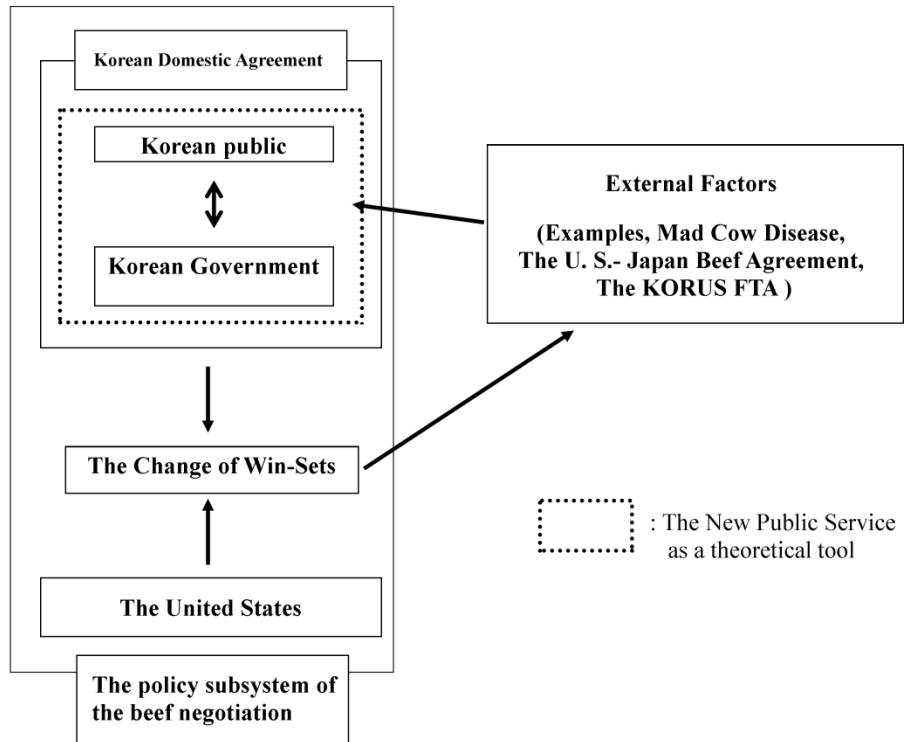 Korean Domestic Agreement
Korean public
Korean Government
External Factors
(Examples, Mad Cow Disease,
The U. S.- Japan Beef Agreement,
The KORUS FTA )
The Change of Win-Sets
: The New Public Service
as a theoretical tool
The United States
The policy subsystem of
the beef negotiation